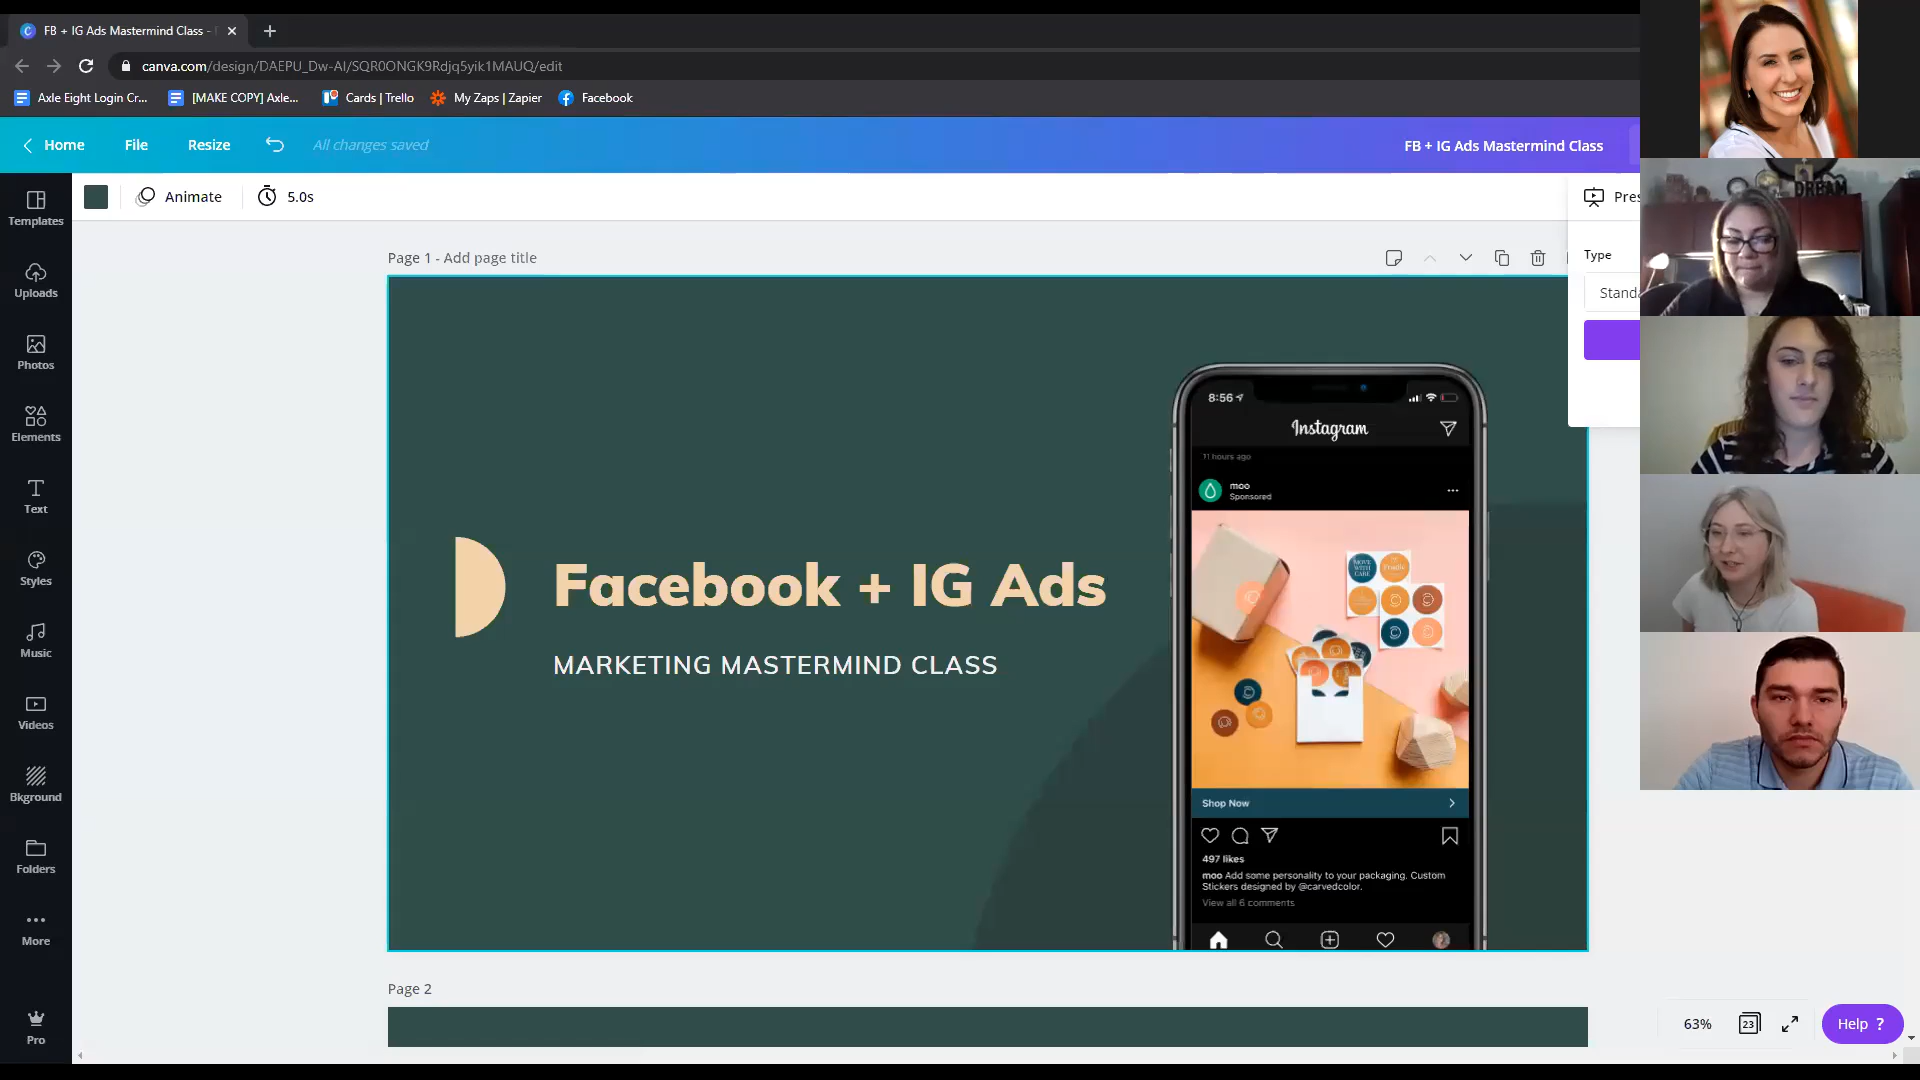 FB + IG Ads Mastermind Class -
canva.com/design/DAEPU_Dw-AI/SQR0ONGK9Rdjq5yik1MAUQ/edit
Axle Eight Login Cr... [MAKE COPY] Axle... Cards | Trello My Zaps | Zapier Facebook
Home File Resize All changes saved FB + IG Ads Mastermind Class
Animate 5.0s
Templates
Uploads
Photos
Elements
Text
Styles
Music
Videos
Bkground
Folders
More
Pro
Page 1 - Add page title
Facebook + IG Ads
MARKETING MASTERMIND CLASS
8:56
Instagram
11 hours ago
moo
Sponsored
MOVE WITH CARE
Fragile
Shop Now
497 likes
moo Add some personality to your packaging. Custom
Stickers designed by @carvedcolor.
View all 6 comments
Page 2
Type
DREAM
63% 23 Help ?